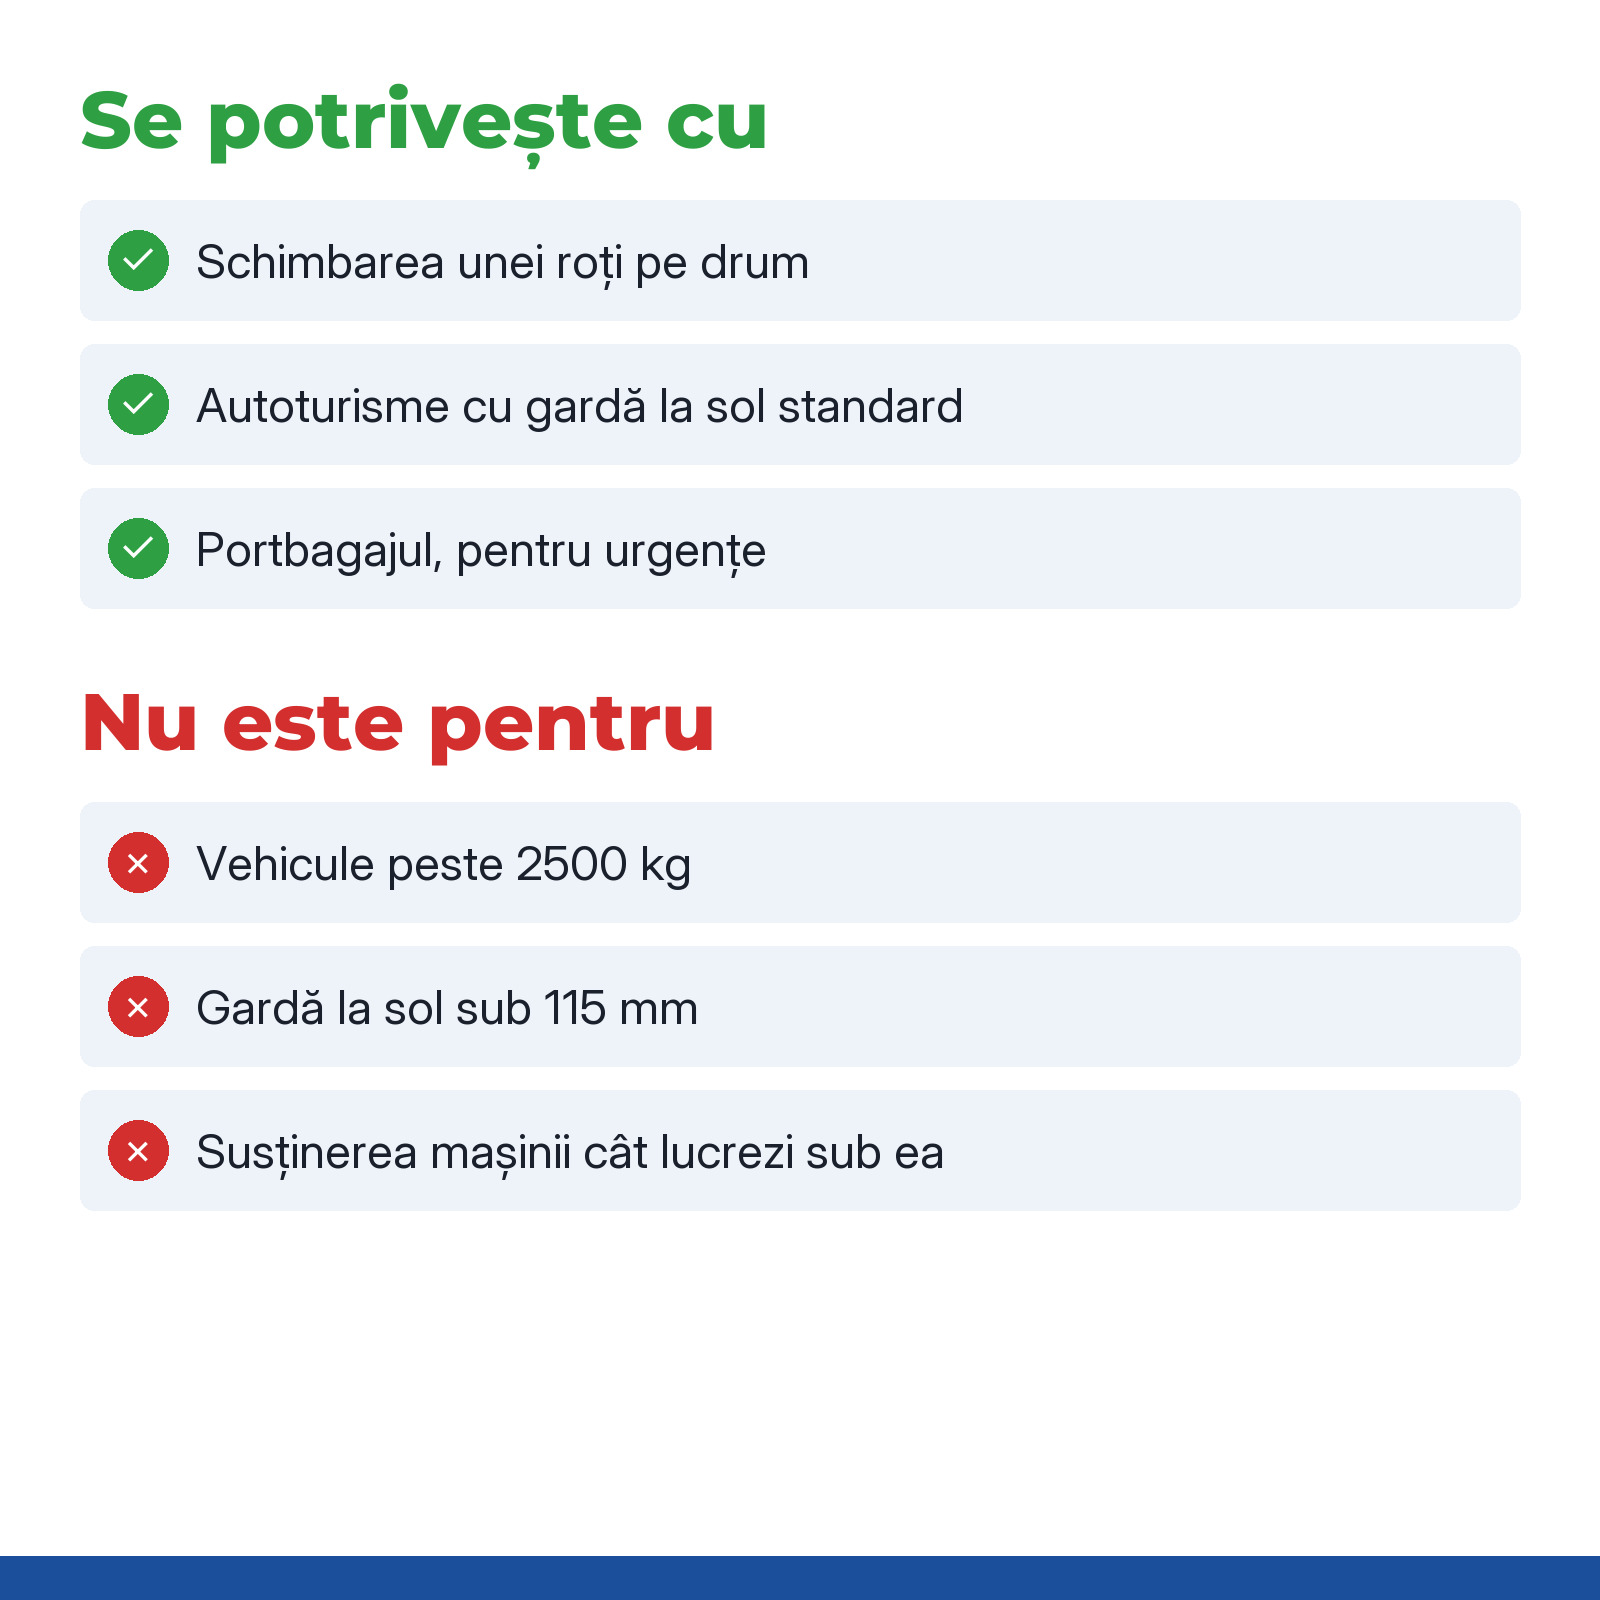 Se potrivește cu
Schimbarea unei roți pe drum
Autoturisme cu gardă la sol standard
Portbagajul, pentru urgențe
Nu este pentru
Vehicule peste 2500 kg
Gardă la sol sub 115 mm
Susținerea mașinii cât lucrezi sub ea